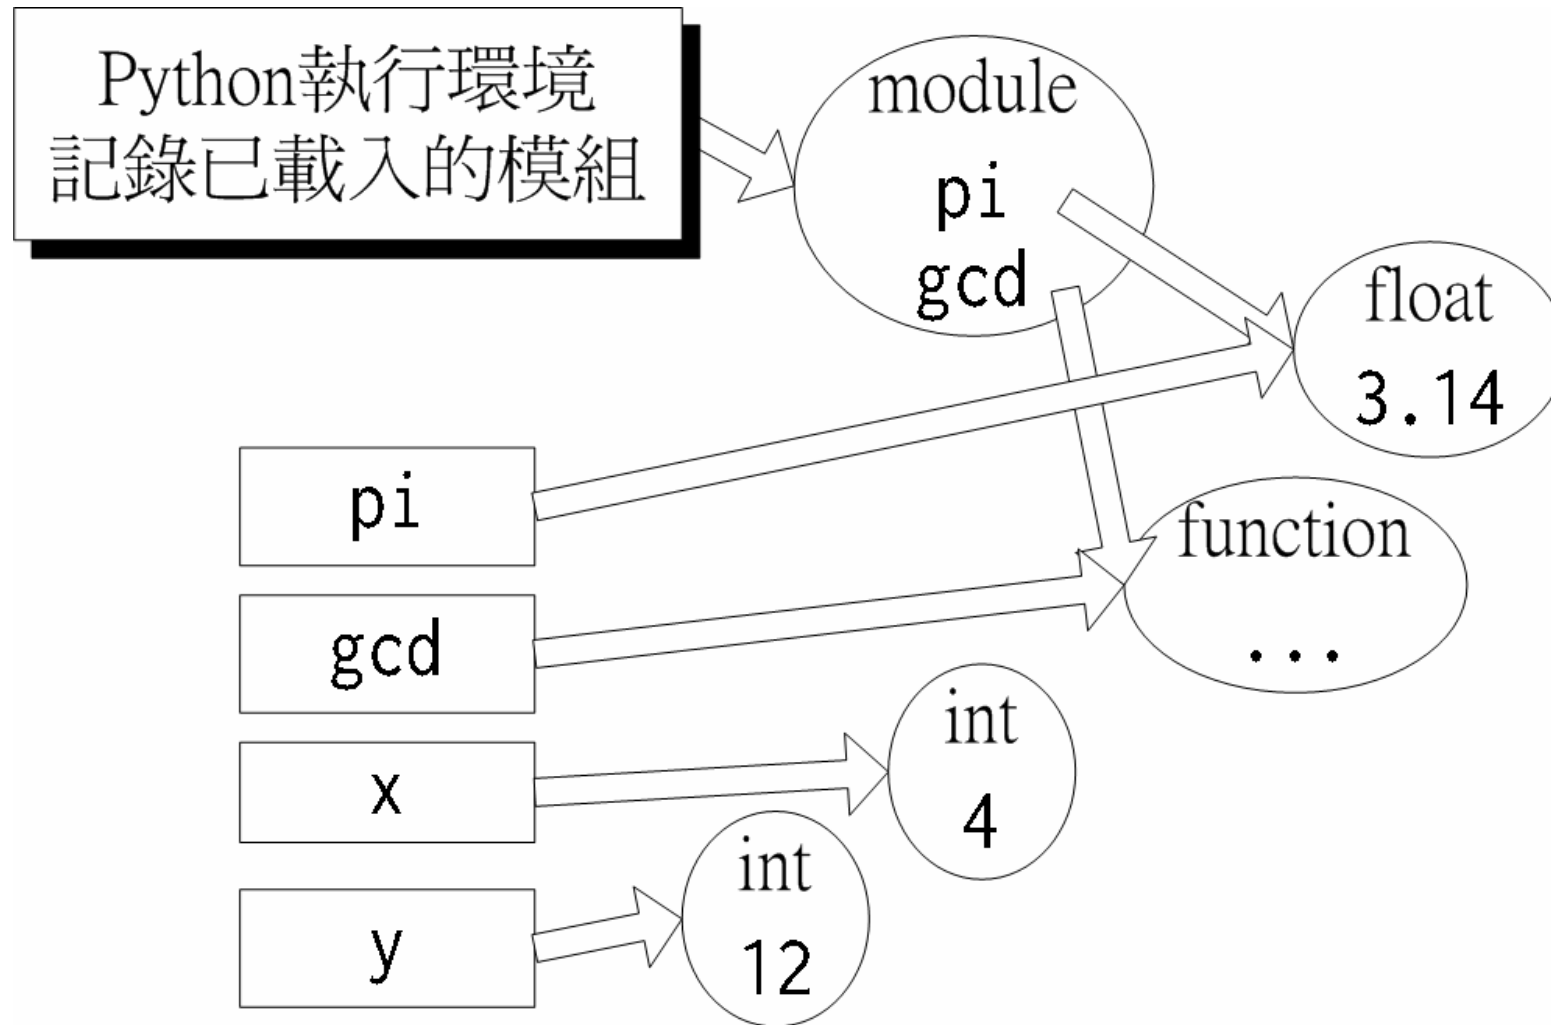 Python執行環境
記錄已載入的模組
module
pi
gcd
float
3.14
pi
function
...
gcd
int
4
x
int
12
y